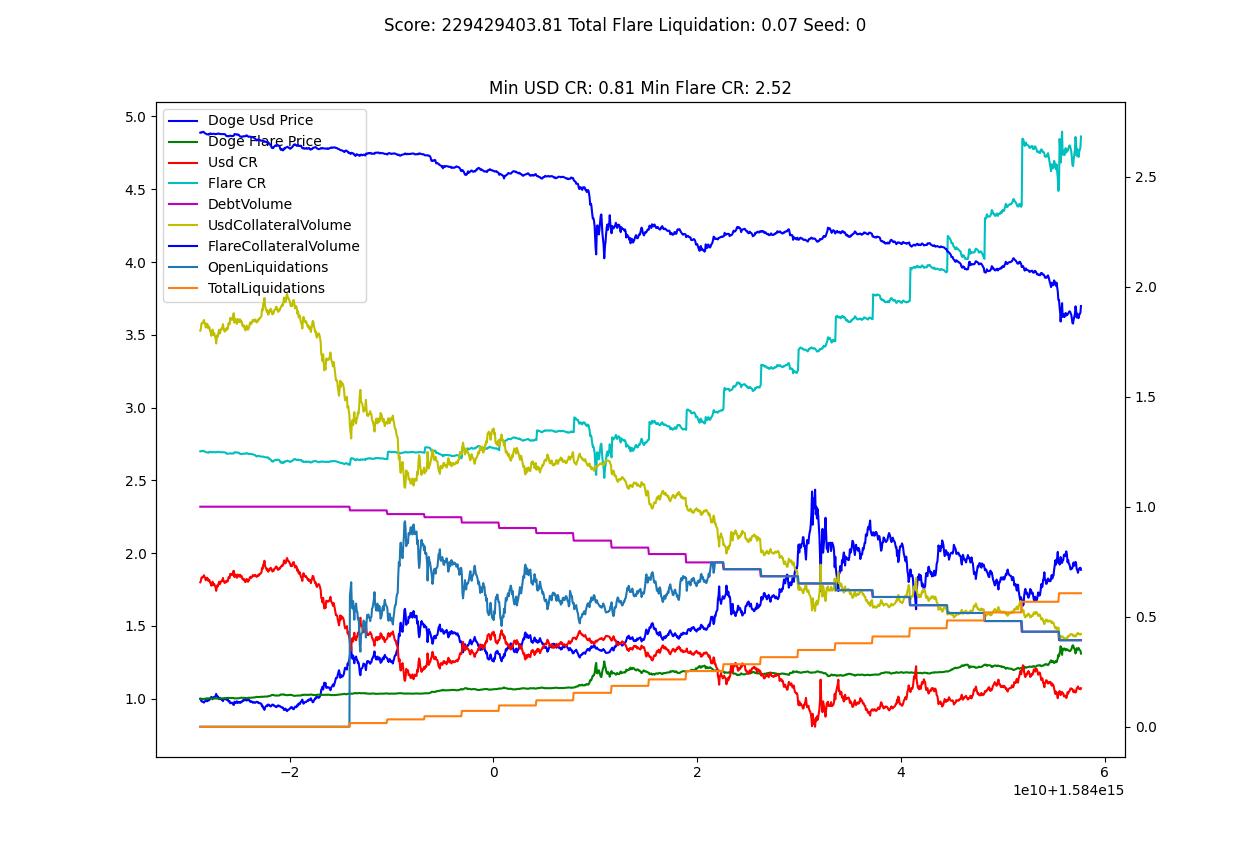 Score: 229429403.81 Total Flare Liquidation: 0.07 Seed: 0
Min USD CR: 0.81 Min Flare CR: 2.52
Doge Usd Price
Doge Flare Price
Usd CR
Flare CR
DebtVolume
UsdCollateralVolume
FlareCollateralVolume
OpenLiquidations
TotalLiquidations
5.0
4.5
4.0
3.5
3.0
2.5
2.0
1.5
1.0
2.5
2.0
1.5
1.0
0.5
0.0
−2 0 2 4 6
1e10+1.584e15